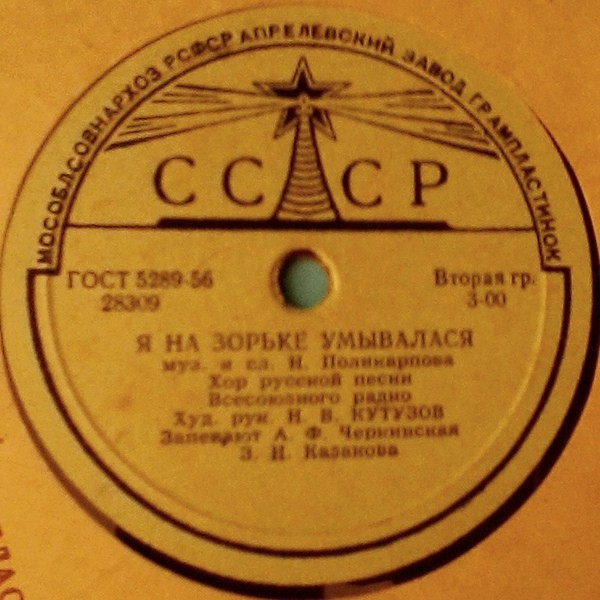 МОСОБЛСОВНАРХОЗ РСФСР АПРЕЛЕВСКИЙ ЗАВОД ГРАМПЛАСТИНОК
СССР
ГОСТ 5289-56
28309
Вторая гр.
3-00
Я НА ЗОРЬКЕ УМЫВАЛАСЯ
муз. и сл. Н. Поликарпова
Хор русской песни
Всесоюзного радио
Худ. рук. Н. В. КУТУЗОВ
Запевают А. Ф. Черкинская
З. И. Казакова